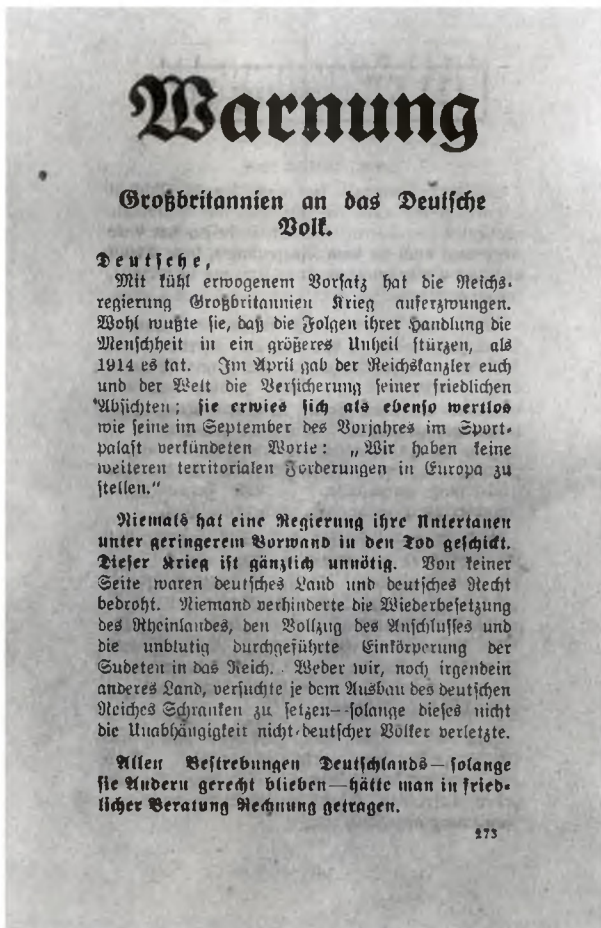 Warnung
Großbritannien an das Deutsche
Volk.
Deutsche,
Mit kühl erwogenem Vorsatz hat die Reichs-
regierung Großbritannien Krieg auferzwungen.
Wohl wußte sie, daß die Folgen ihrer Handlung die
Menschheit in ein größeres Unheil stürzen, als
1914 es tat. Im April gab der Reichskanzler euch
und der Welt die Versicherung seiner friedlichen
Absichten; sie erwies sich als ebenso wertlos
wie seine im September des Vorjahres im Sport-
palast verkündeten Worte: „Wir haben keine
weiteren territorialen Forderungen in Europa zu
stellen.“
Niemals hat eine Regierung ihre Untertanen
unter geringerem Vorwand in den Tod geschickt.
Dieser Krieg ist gänzlich unnötig. Von keiner
Seite waren deutsches Land und deutsches Recht
bedroht. Niemand verhinderte die Wiederbesetzung
des Rheinlandes, den Vollzug des Anschlusses und
die unblutig durchgeführte Einkörperung der
Sudeten in das Reich. Weder wir, noch irgendein
anderes Land, versuchte je dem Ausbau des deutschen
Reiches Schranken zu setzen—solange dieses nicht
die Unabhängigkeit nicht-deutscher Völker verletzte.
Allen Bestrebungen Deutschlands—solange
sie Andern gerecht blieben—hätte man in fried-
licher Beratung Rechnung getragen.
273